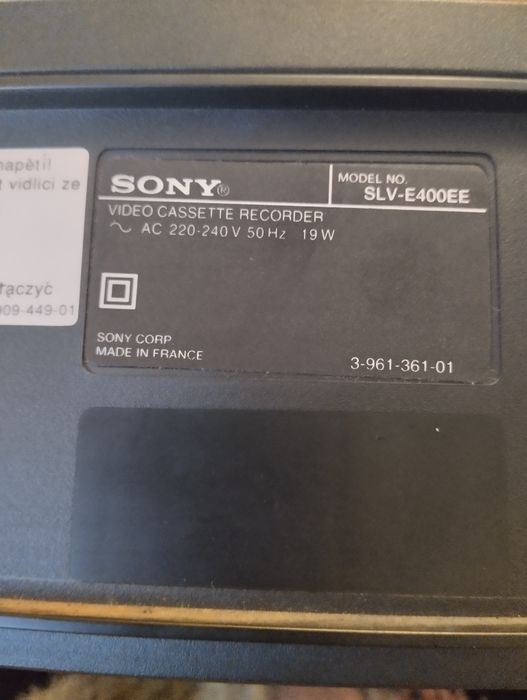 napětí!
t vidlici ze
łączyć
909-449-01
SONY®
MODEL NO.
SLV-E400EE
VIDEO CASSETTE RECORDER
~ AC 220-240 V 50 Hz 19 W
SONY CORP
MADE IN FRANCE
3-961-361-01